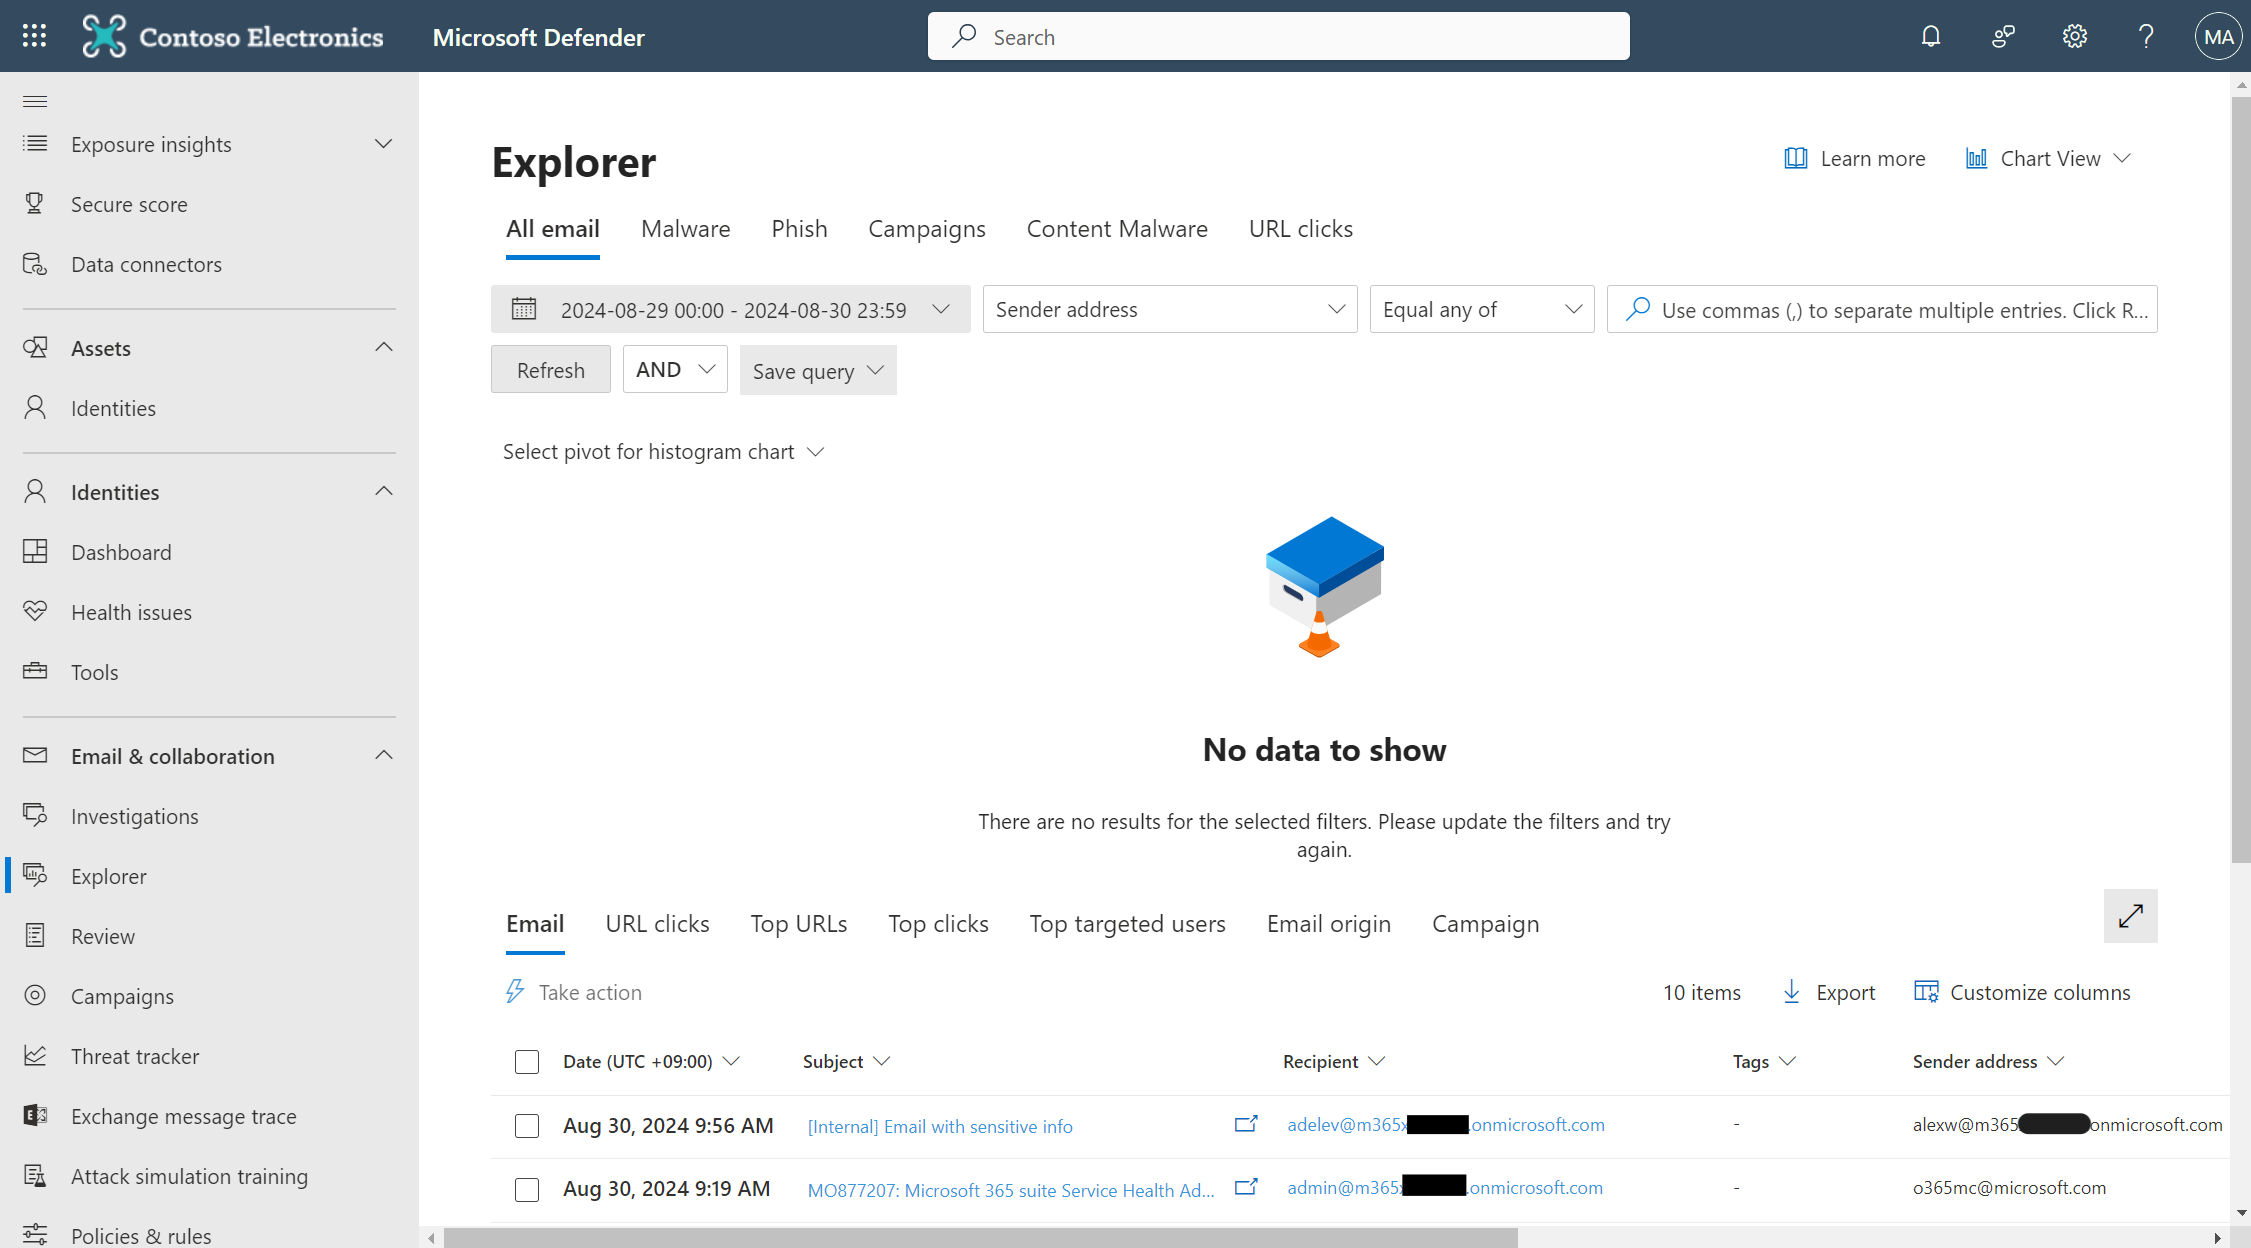 Contoso Electronics
Microsoft Defender
Search
MA
Exposure insights
Secure score
Data connectors
Assets
Identities
Identities
Dashboard
Health issues
Tools
Email & collaboration
Investigations
Explorer
Review
Campaigns
Threat tracker
Exchange message trace
Attack simulation training
Policies & rules
Explorer
Learn more
Chart View
All email
Malware
Phish
Campaigns
Content Malware
URL clicks
2024-08-29 00:00 - 2024-08-30 23:59
Sender address
Equal any of
Use commas (,) to separate multiple entries. Click R...
Refresh
AND
Save query
Select pivot for histogram chart
No data to show
There are no results for the selected filters. Please update the filters and try
again.
Email
URL clicks
Top URLs
Top clicks
Top targeted users
Email origin
Campaign
Take action
10 items
Export
Customize columns
Date (UTC +09:00)
Subject
Recipient
Tags
Sender address
Aug 30, 2024 9:56 AM
[Internal] Email with sensitive info
adelev@m365x .onmicrosoft.com
-
alexw@m365 onmicrosoft.com
Aug 30, 2024 9:19 AM
MO877207: Microsoft 365 suite Service Health Ad...
admin@m365x .onmicrosoft.com
-
o365mc@microsoft.com